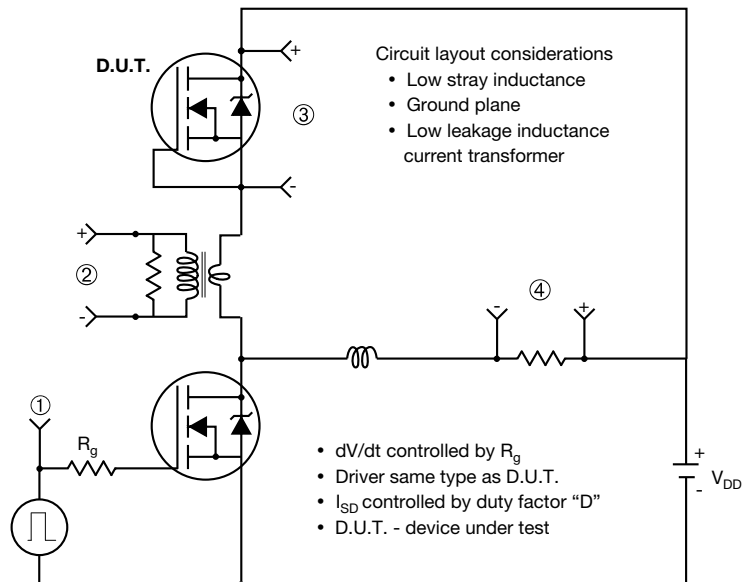 D.U.T.
+
-
③
Circuit layout considerations
• Low stray inductance
• Ground plane
• Low leakage inductance
current transformer
+
②
-
-
④
+
①
Rg
• dV/dt controlled by Rg
• Driver same type as D.U.T.
• ISD controlled by duty factor “D”
• D.U.T. - device under test
+
-
VDD